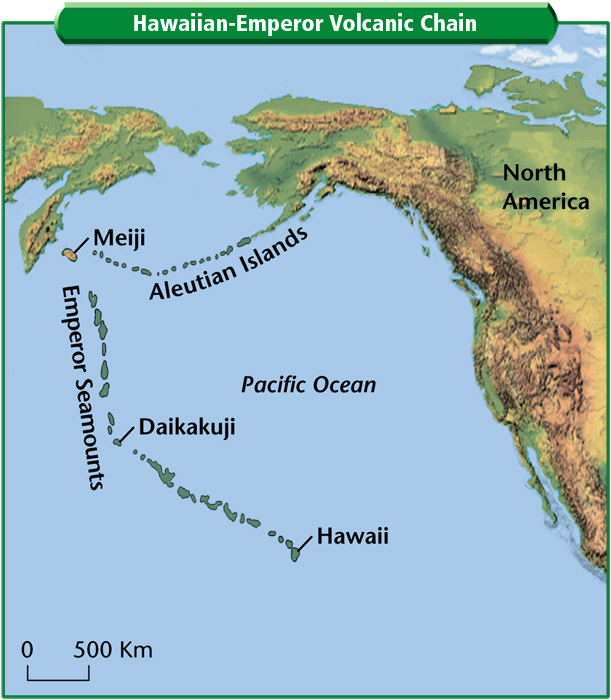 Hawaiian-Emperor Volcanic Chain
North
America
Meiji
Aleutian Islands
Emperor Seamounts
Pacific Ocean
Daikakuji
Hawaii
0 500 Km